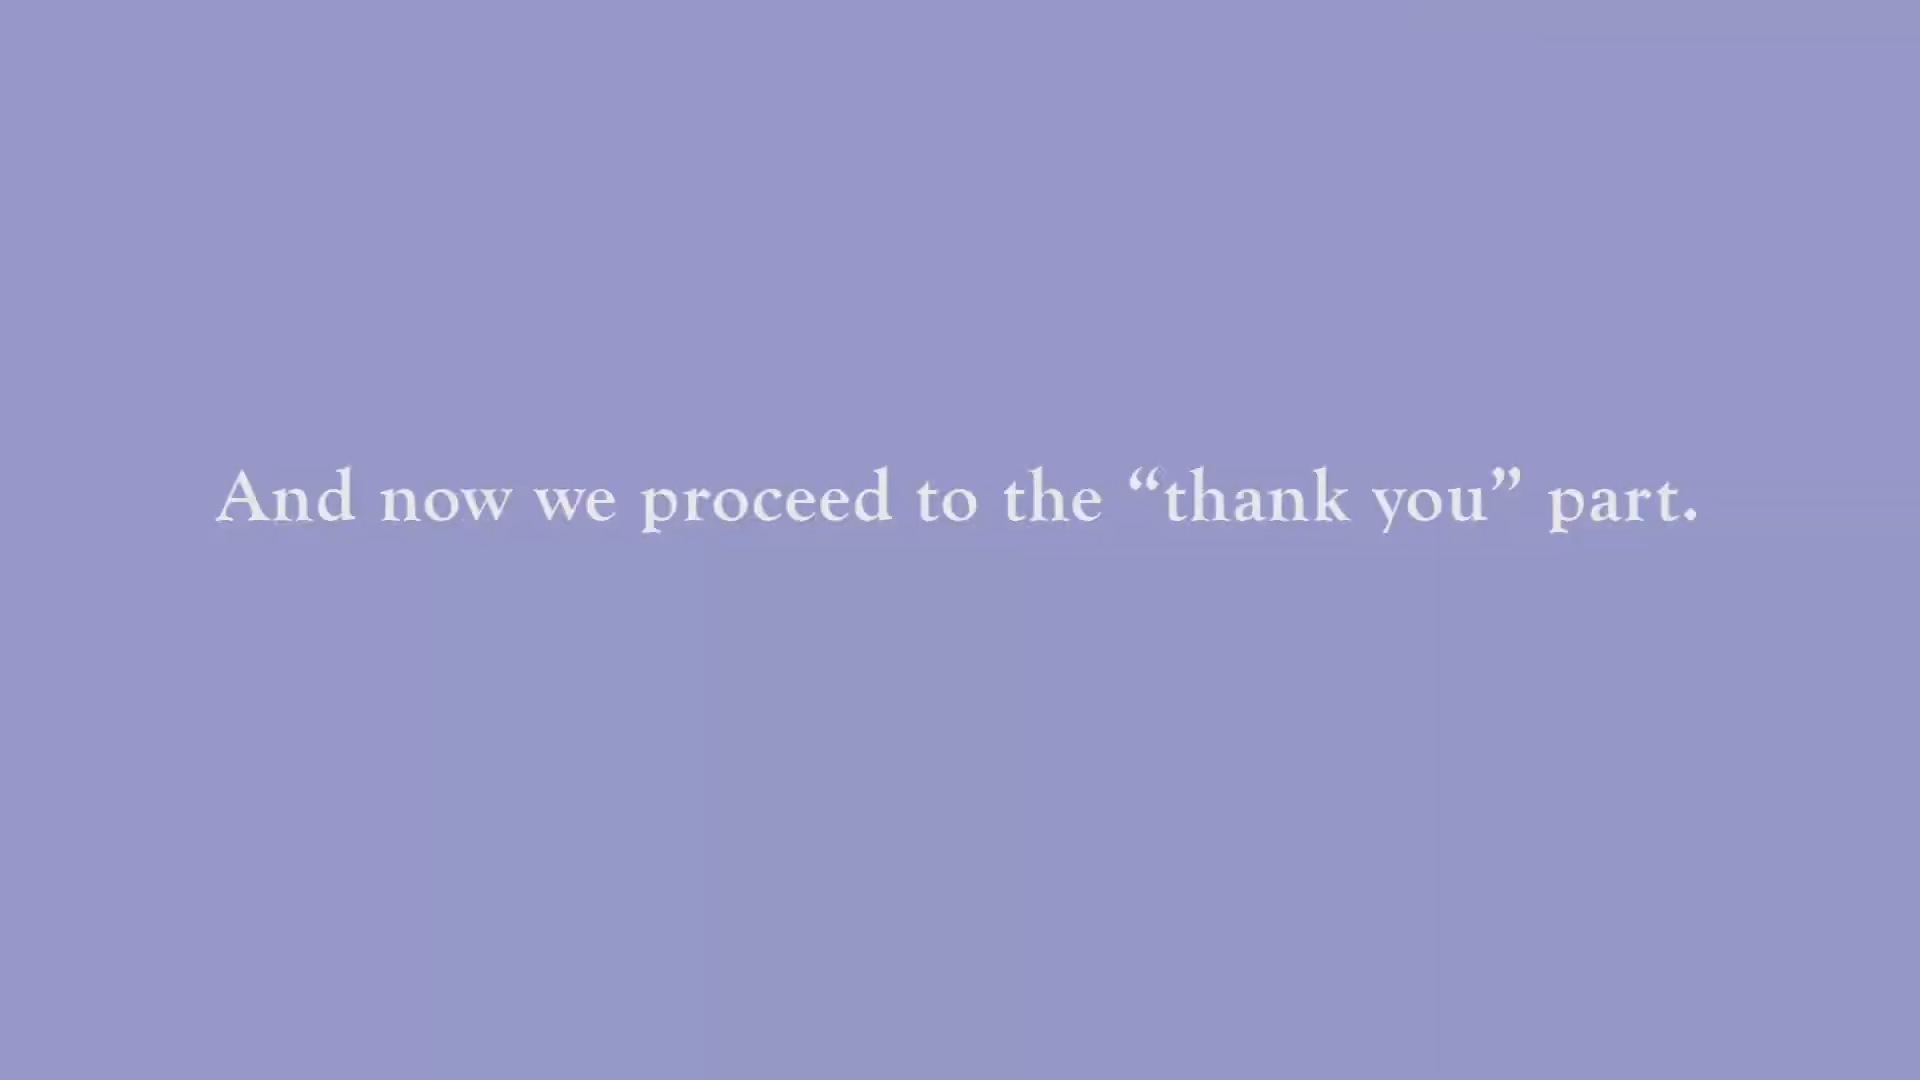 And now we proceed to the “thank you” part.